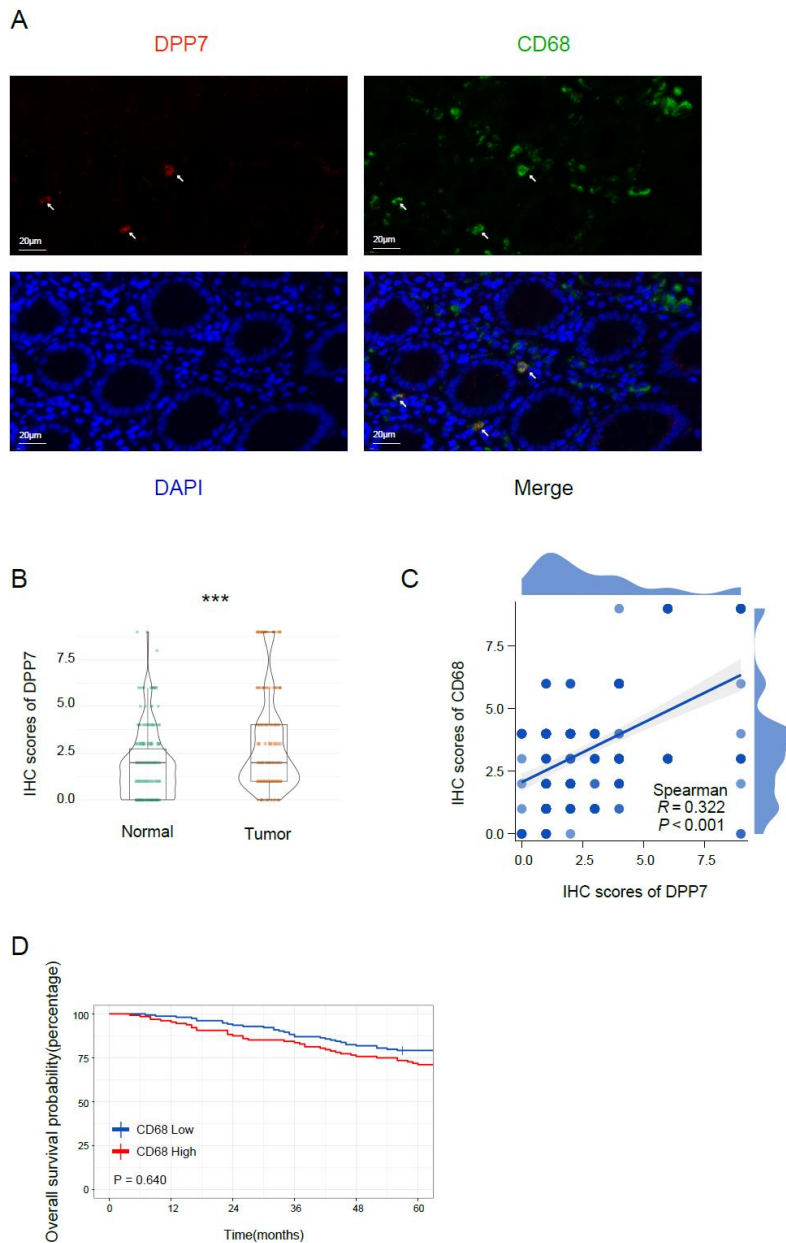 A
DPP7
CD68
20μm
20μm
20μm
20μm
DAPI
Merge
B
***
IHC scores of DPP7
7.5
5.0
2.5
0.0
Normal
Tumor
C
IHC scores of CD68
7.5
5.0
2.5
0.0
Spearman
R = 0.322
P < 0.001
0.0
2.5
5.0
7.5
IHC scores of DPP7
D
Overall survival probability(percentage)
100
75
50
25
0
CD68 Low
CD68 High
P = 0.640
0
12
24
36
48
60
Time(months)